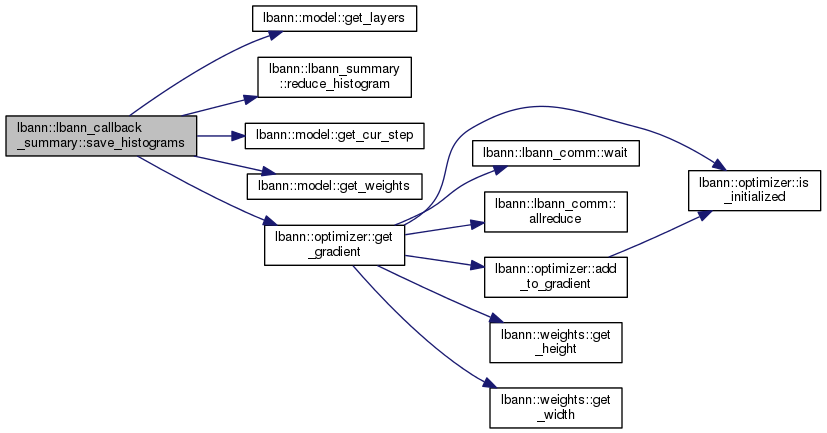 lbann::model::get_layers
lbann::lbann_summary
::reduce_histogram
lbann::lbann_callback
_summary::save_histograms
lbann::model::get_cur_step
lbann::model::get_weights
lbann::optimizer::get
_gradient
lbann::lbann_comm::wait
lbann::lbann_comm::
allreduce
lbann::optimizer::add
_to_gradient
lbann::weights::get
_height
lbann::weights::get
_width
lbann::optimizer::is
_initialized